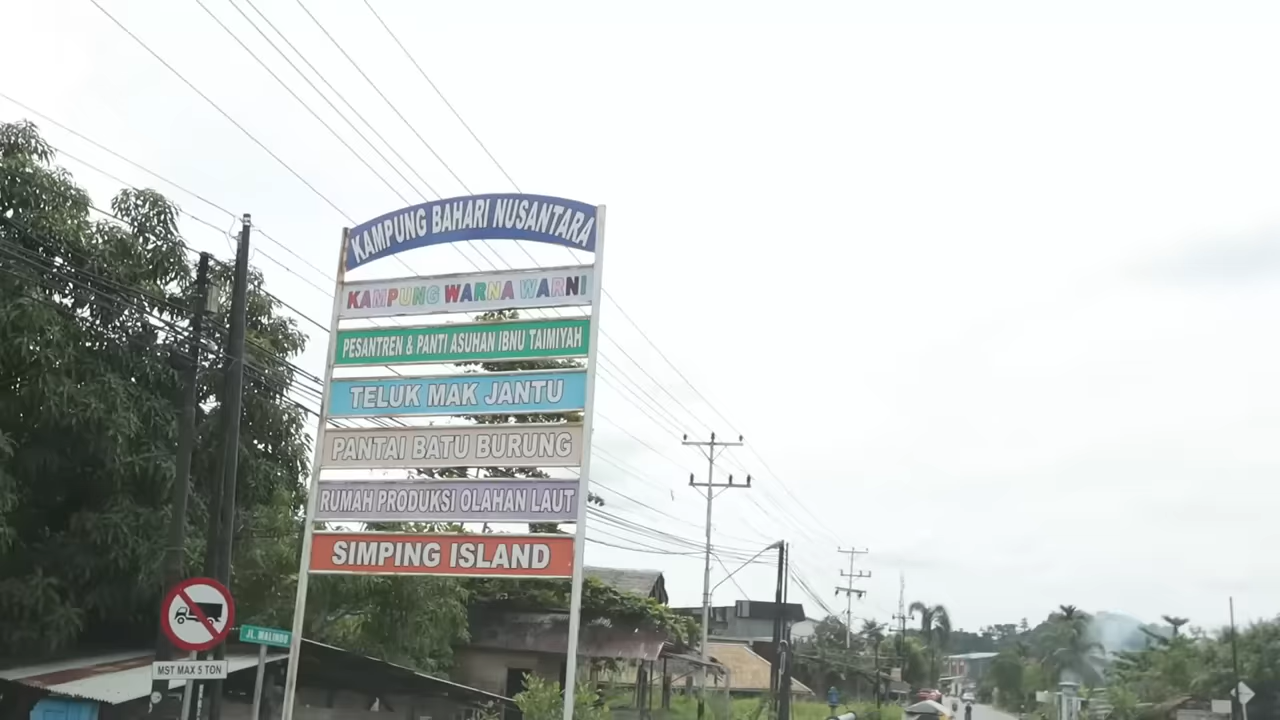 KAMPUNG BAHARI NUSANTARA
KAMPUNG WARNA WARNI
PESANTREN & PANTI ASUHAN IBNU TAIMIYAH
TELUK MAK JANTU
PANTAI BATU BURUNG
RUMAH PRODUKSI OLAHAN LAUT
SIMPING ISLAND
JL. MALINDO
MST MAX 5 TON